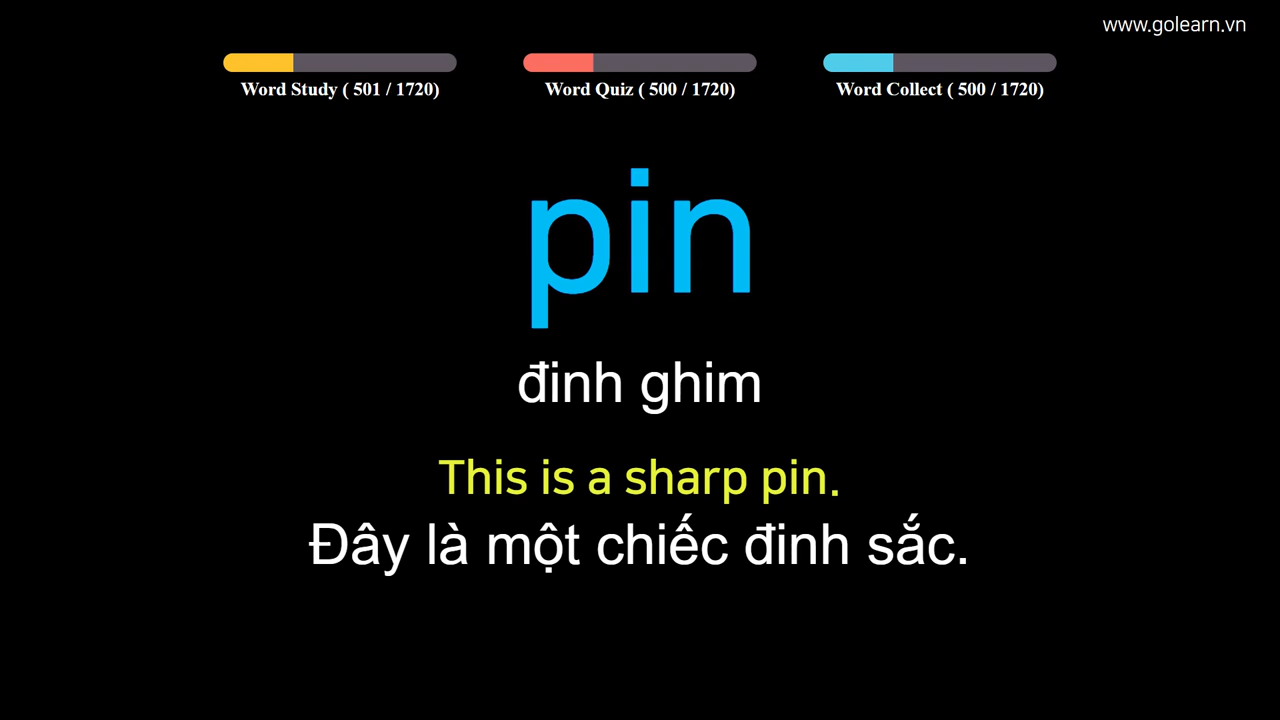 www.golearn.vn
Word Study ( 501 / 1720)
Word Quiz ( 500 / 1720)
Word Collect ( 500 / 1720)
pin
đinh ghim
This is a sharp pin.
Đây là một chiếc đinh sắc.